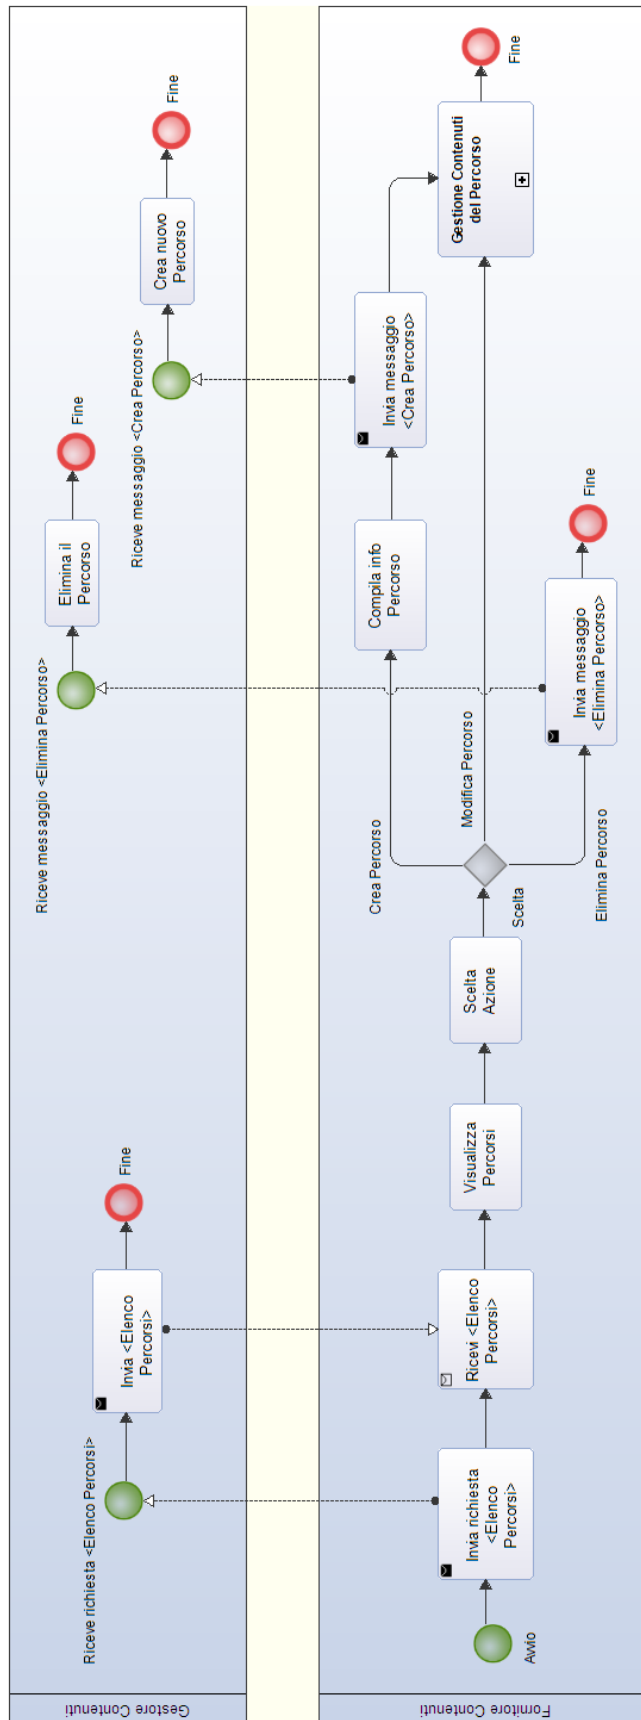 Gestore Contenuti
Riceve richiesta <Elenco Percorsi>
Invia <Elenco
Percorsi>
Fine
Riceve messaggio <Elimina Percorso>
Elimina il
Percorso
Fine
Riceve messaggio <Crea Percorso>
Crea nuovo
Percorso
Fine
Fornitore Contenuti
Avvio
Invia richiesta
<Elenco
Percorsi>
Ricevi <Elenco
Percorsi>
Visualizza
Percorsi
Scelta
Azione
Scelta
Crea Percorso
Modifica Percorso
Elimina Percorso
Compila info
Percorso
Invia messaggio
<Crea Percorso>
Invia messaggio
<Elimina Percorso>
Fine
Gestione Contenuti
del Percorso
Fine